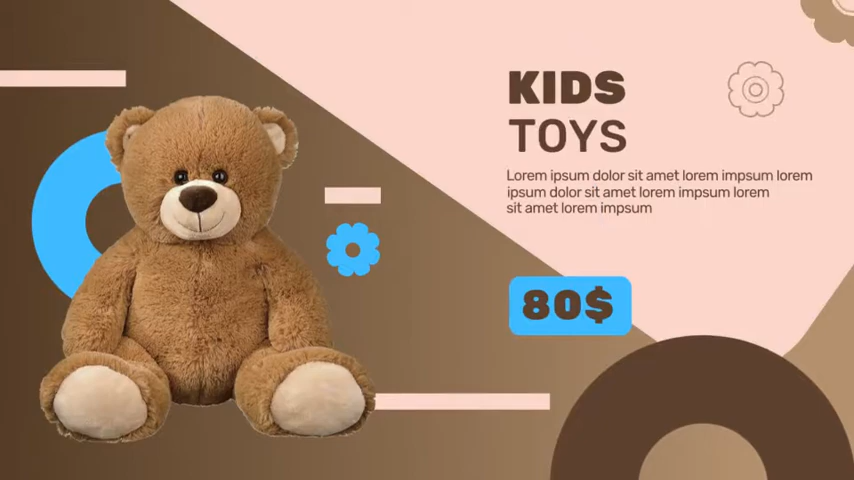 KIDS
TOYS
Lorem ipsum dolor sit amet lorem impsum lorem
ipsum dolor sit amet lorem impsum lorem
sit amet lorem impsum
80$